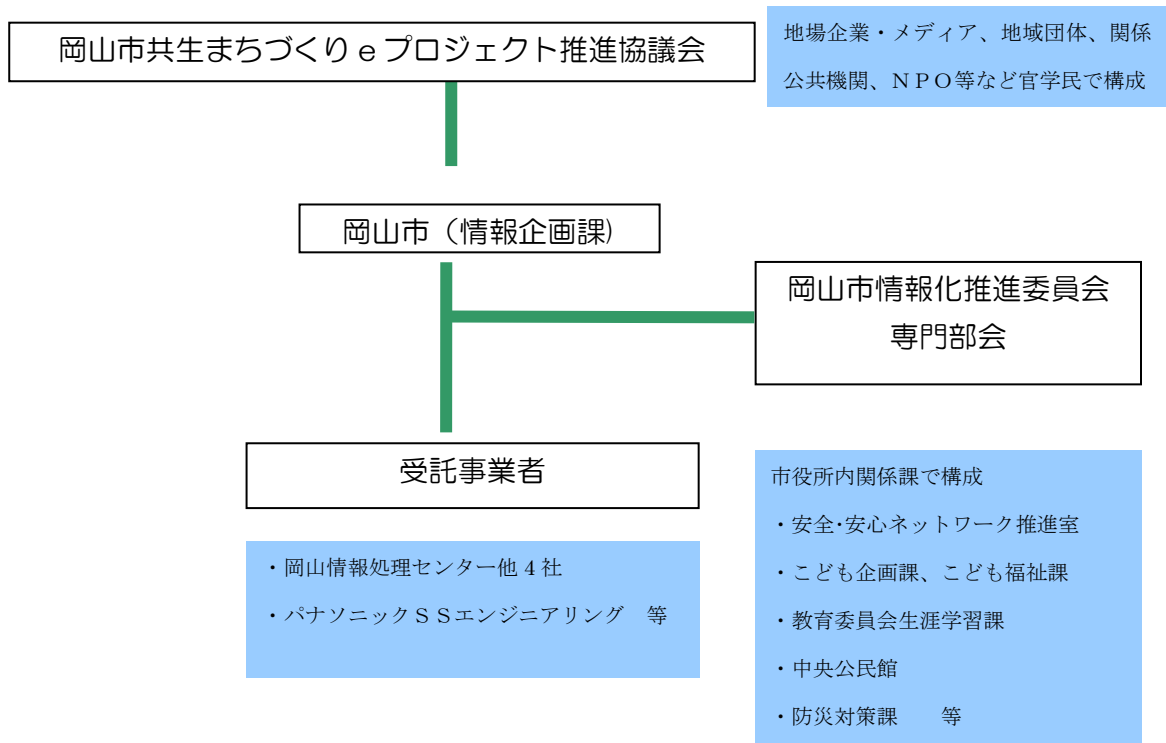 岡山市共生まちづくりｅプロジェクト推進協議会
地場企業・メディア、地域団体、関係
公共機関、ＮＰＯ等など官学民で構成
岡山市（情報企画課)
岡山市情報化推進委員会
専門部会
受託事業者
・岡山情報処理センター他４社
・パナソニックＳＳエンジニアリング　等
市役所内関係課で構成
・安全･安心ネットワーク推進室
・こども企画課、こども福祉課
・教育委員会生涯学習課
・中央公民館
・防災対策課　　等